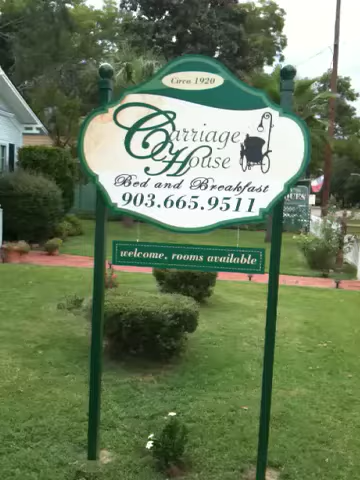 Circa 1920
Carriage
House
Bed and Breakfast
903.665.9511
welcome, rooms available